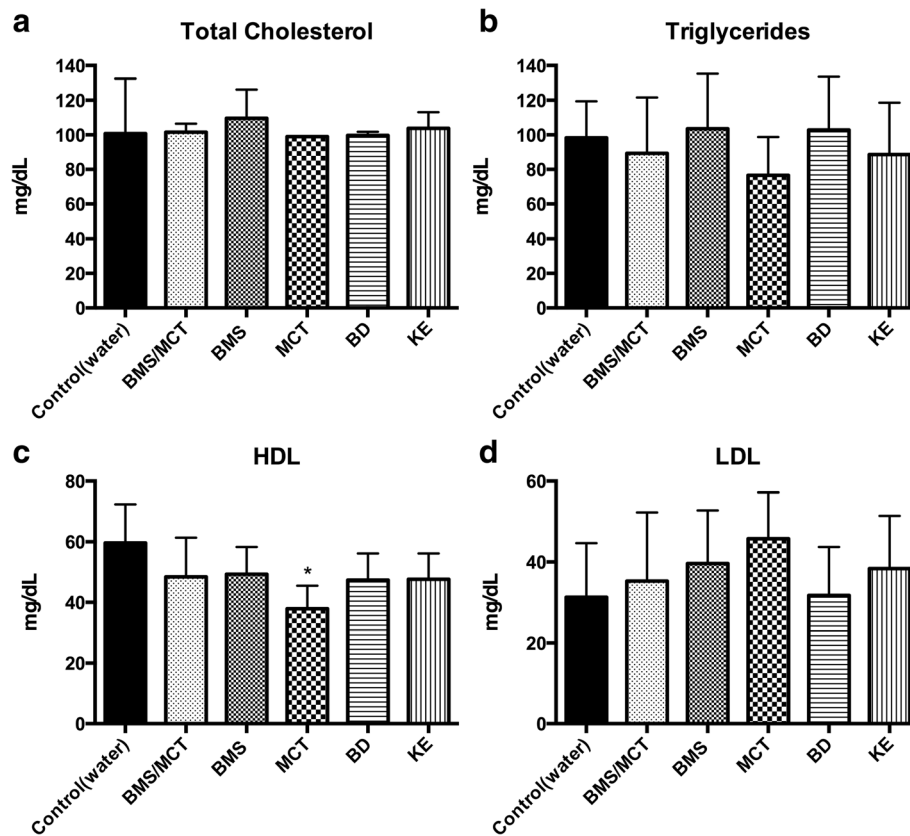 a
Total Cholesterol
mg/dL
140
120
100
80
60
40
20
0
Control(water)
BMS/MCT
BMS
MCT
BD
KE
b
Triglycerides
mg/dL
140
120
100
80
60
40
20
0
Control(water)
BMS/MCT
BMS
MCT
BD
KE
c
HDL
mg/dL
80
60
40
20
0
*
Control(water)
BMS/MCT
BMS
MCT
BD
KE
d
LDL
mg/dL
60
40
20
0
Control(water)
BMS/MCT
BMS
MCT
BD
KE